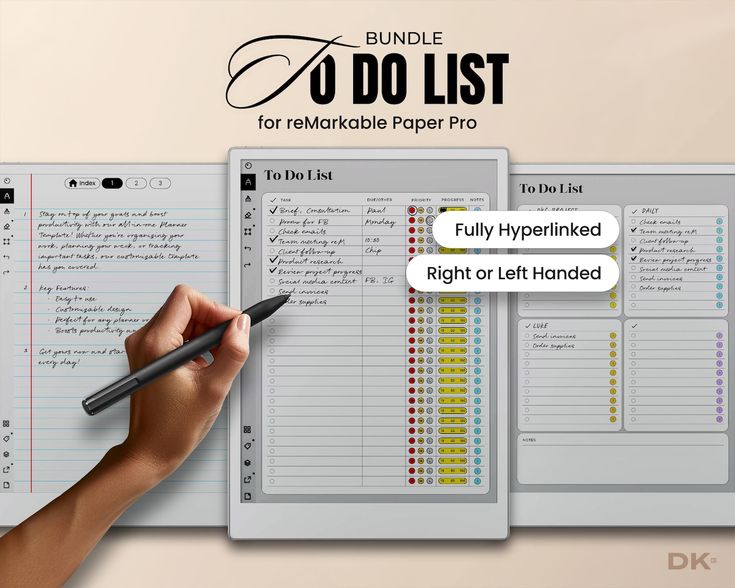 BUNDLE
To DO LIST
for reMarkable Paper Pro
Index 1 2 3
1 Stay on top of your goals and boost
productivity with our all-in-one Planner
Template! Whether you're organizing your
work, planning your week, or tracking
important tasks, our customizable template
has you covered.
2 Key Features:
· Easy to use
· Customizable design
· Perfect for any planner
· Boosts productivity
3 Get yours now and
every day!
To Do List
TASK DUE/OTHER PRIORITY PROGRESS NOTES
Brief, Consultation Paul
Promo for FB Monday
Check emails
Team meeting reM
Client follow-up Chip
Product research
Review project progress
Social media content FB, IG
Send invoices
Order supplies
Fully Hyperlinked
Right or Left Handed
To Do List
PROJECT
DAILY
Check emails
Team meeting reM
Client follow-up
Product research
Review project progress
Social media content
Send invoices
Order supplies
LUKE
Send invoices
Order supplies
NOTES
DK